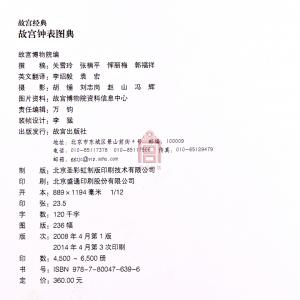 故宫经典
故宫钟表图典
故宫博物院编
撰　稿：关雪玲　张楠平　恽丽梅　郭福祥
英文翻译：李绍毅　袁宏
摄　影：胡锤　刘志岗　赵山　冯辉
图片资料：故宫博物院资料信息中心
责任编辑：万钧
装帧设计：李猛
出版发行：故宫出版社
地址：北京市东城区景山前街4号　邮编：100009
电话：010-85117378　010-85117596　传真：010-65129479
邮箱：ggzjc@vip.sohu.com
制　版：北京圣彩虹制版印刷技术有限公司
印　刷：北京盛通印刷股份有限公司
开　本：889×1194毫米　1/12
印　张：23.5
字　数：120千字
图　版：236幅
版　次：2008年4月第1版
2014年4月第3次印刷
印　数：4,500-6,500册
书　号：ISBN 978-7-80047-639-6
定　价：360.00元